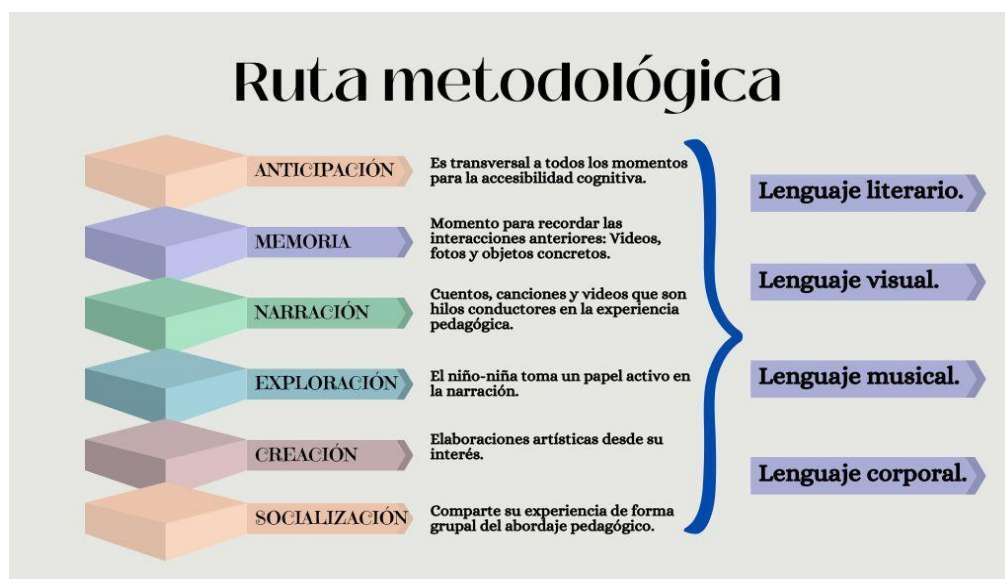 Ruta metodológica
ANTICIPACIÓN
Es transversal a todos los momentos
para la accesibilidad cognitiva.
MEMORIA
Momento para recordar las
interacciones anteriores: Videos,
fotos y objetos concretos.
NARRACIÓN
Cuentos, canciones y videos que son
hilos conductores en la experiencia
pedagógica.
EXPLORACIÓN
El niño-niña toma un papel activo en
la narración.
CREACIÓN
Elaboraciones artísticas desde su
interés.
SOCIALIZACIÓN
Comparte su experiencia de forma
grupal del abordaje pedagógico.
Lenguaje literario.
Lenguaje visual.
Lenguaje musical.
Lenguaje corporal.